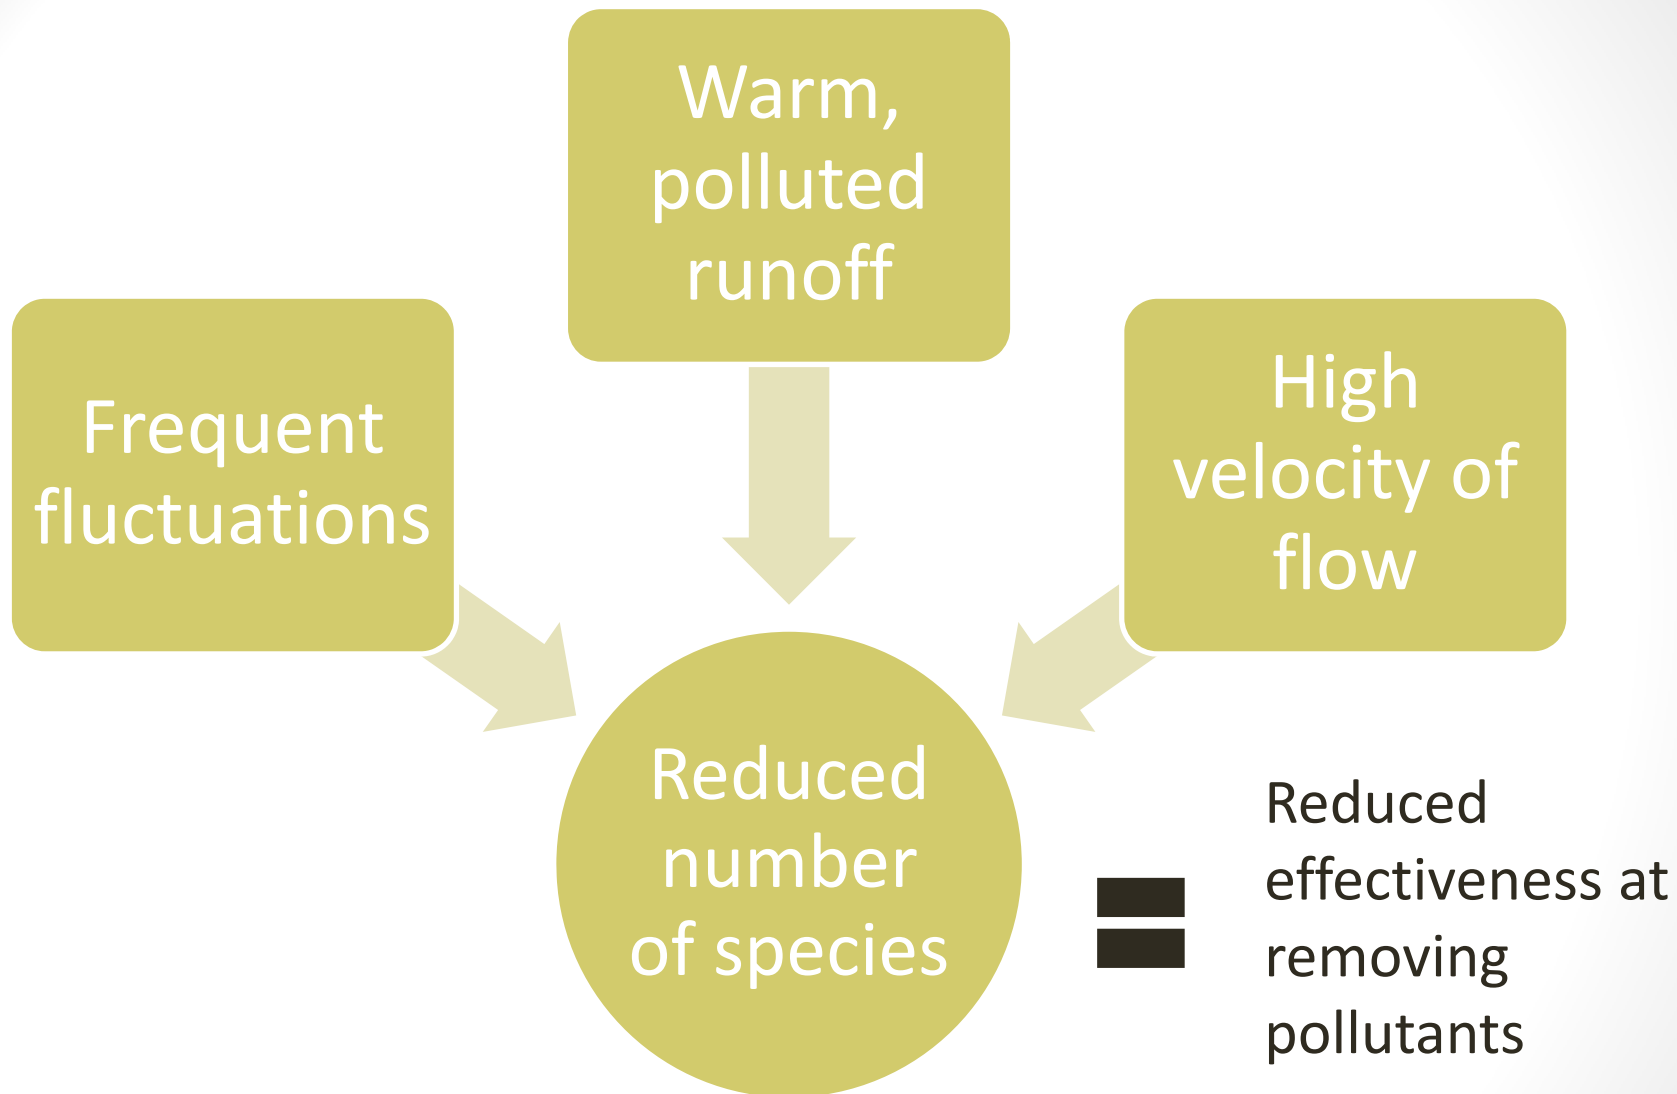 Warm,
polluted
runoff
Frequent
fluctuations
High
velocity of
flow
Reduced
number
of species
Reduced
effectiveness at
removing
pollutants